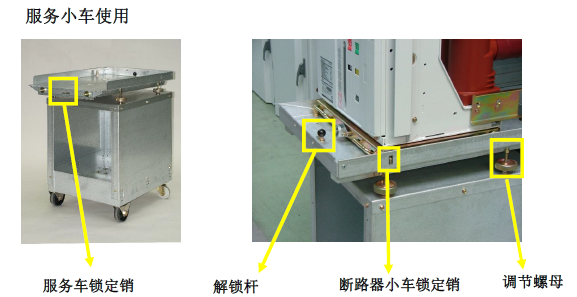 服务小车使用
服务车锁定销
解锁杆
断路器小车锁定销
调节螺母